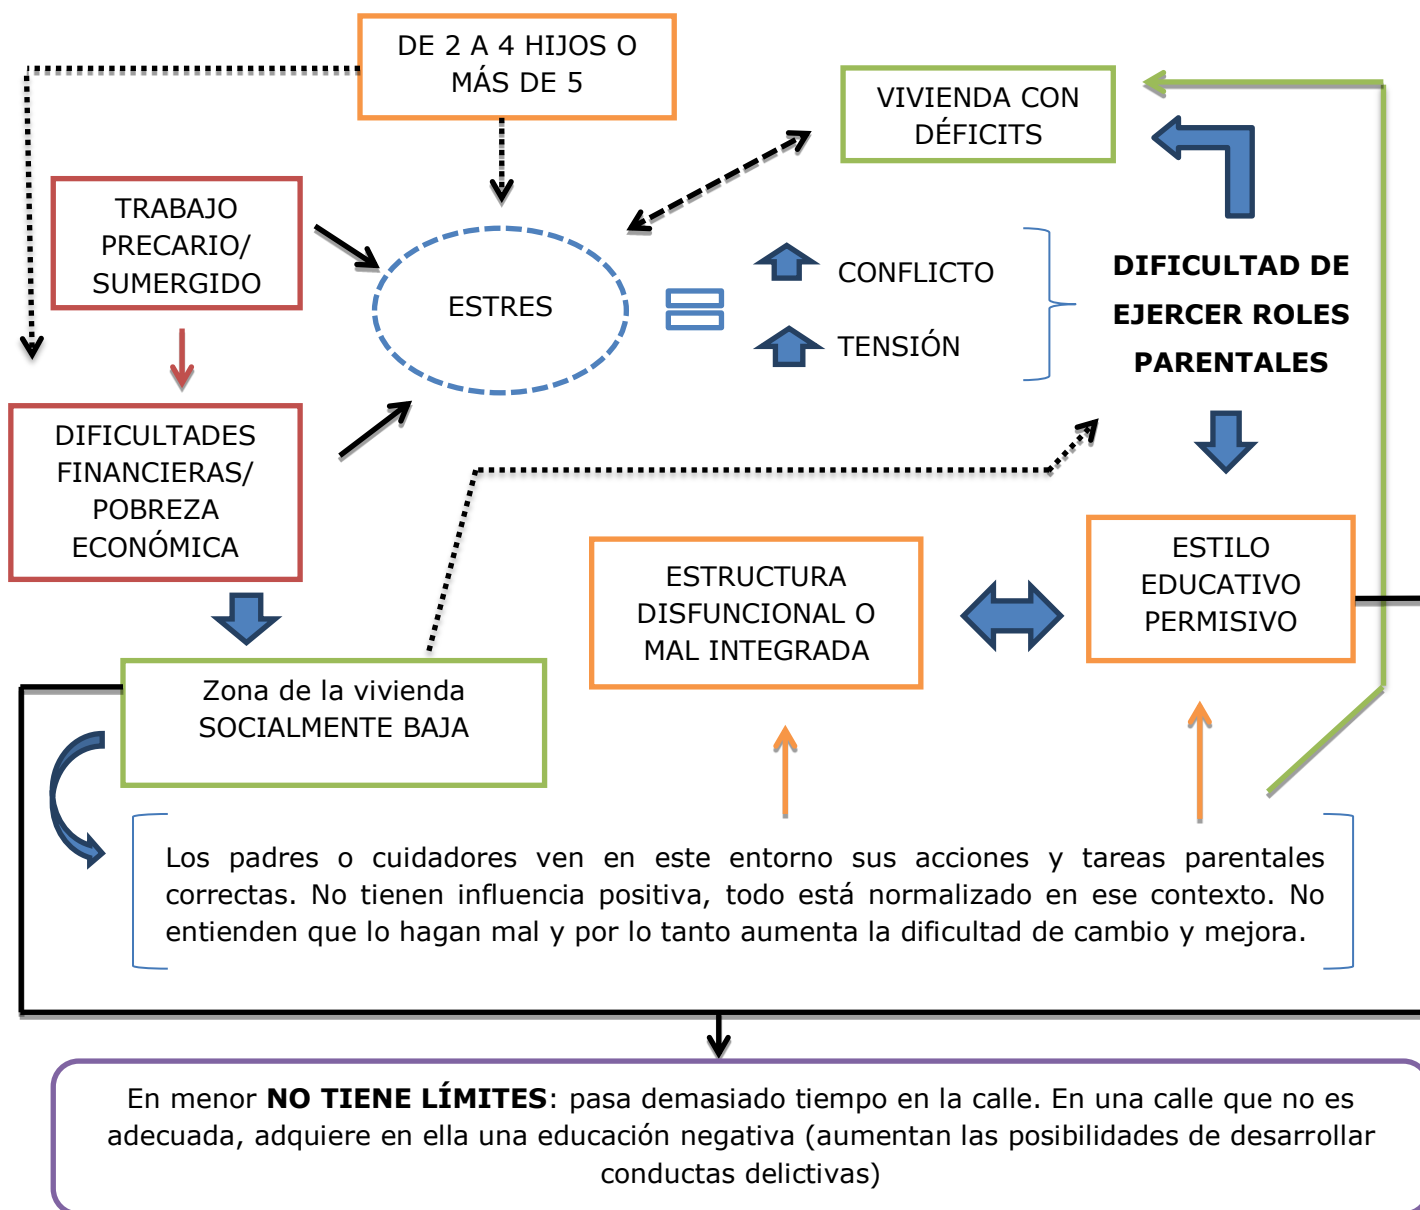 DE 2 A 4 HIJOS O
MÁS DE 5
VIVIENDA CON
DÉFICITS
TRABAJO
PRECARIO/
SUMERGIDO
ESTRES
CONFLICTO
TENSIÓN
DIFICULTAD DE
EJERCER ROLES
PARENTALES
DIFICULTADES
FINANCIERAS/
POBREZA
ECONÓMICA
ESTRUCTURA
DISFUNCIONAL O
MAL INTEGRADA
ESTILO
EDUCATIVO
PERMISIVO
Zona de la vivienda
SOCIALMENTE BAJA
Los padres o cuidadores ven en este entorno sus acciones y tareas parentales
correctas. No tienen influencia positiva, todo está normalizado en ese contexto. No
entienden que lo hagan mal y por lo tanto aumenta la dificultad de cambio y mejora.
En menor NO TIENE LÍMITES: pasa demasiado tiempo en la calle. En una calle que no es
adecuada, adquiere en ella una educación negativa (aumentan las posibilidades de desarrollar
conductas delictivas)